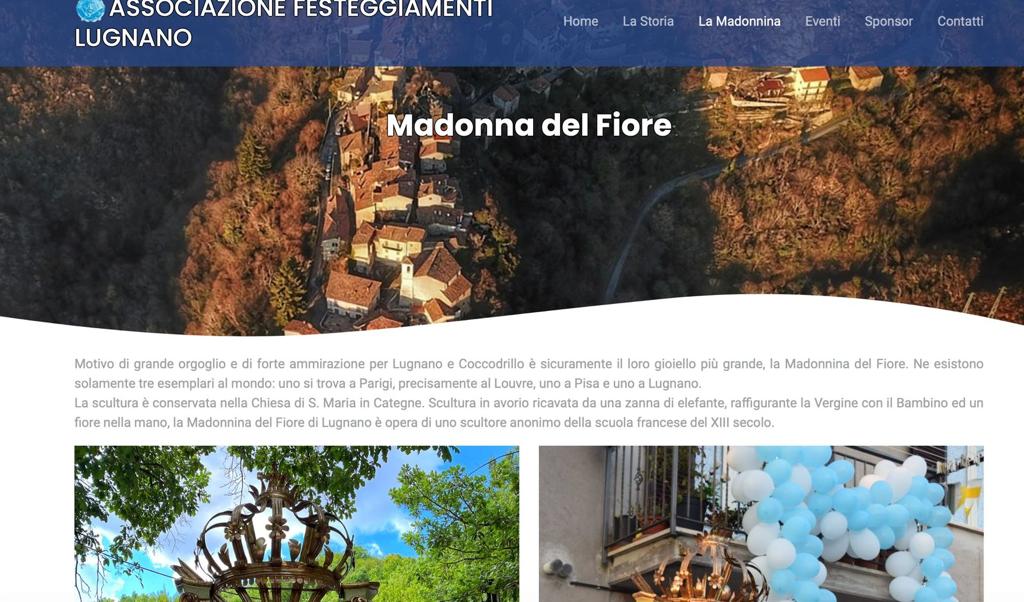 ASSOCIAZIONE FESTEGGIAMENTI
LUGNANO
Home La Storia La Madonnina Eventi Sponsor Contatti
Madonna del Fiore
Motivo di grande orgoglio e di forte ammirazione per Lugnano e Coccodrillo è sicuramente il loro gioiello più grande, la Madonnina del Fiore. Ne esistono
solamente tre esemplari al mondo: uno si trova a Parigi, precisamente al Louvre, uno a Pisa e uno a Lugnano.
La scultura è conservata nella Chiesa di S. Maria in Categne. Scultura in avorio ricavata da una zanna di elefante, raffigurante la Vergine con il Bambino ed un
fiore nella mano, la Madonnina del Fiore di Lugnano è opera di uno scultore anonimo della scuola francese del XIII secolo.